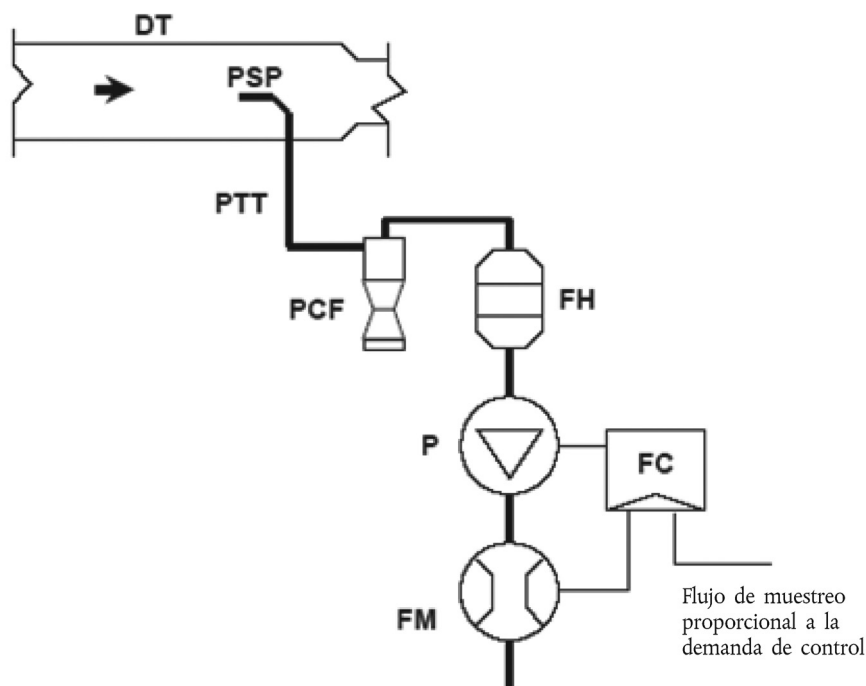 DT
PSP
PTT
PCF
FH
P
FC
FM
Flujo de muestreo
proporcional a la
demanda de control